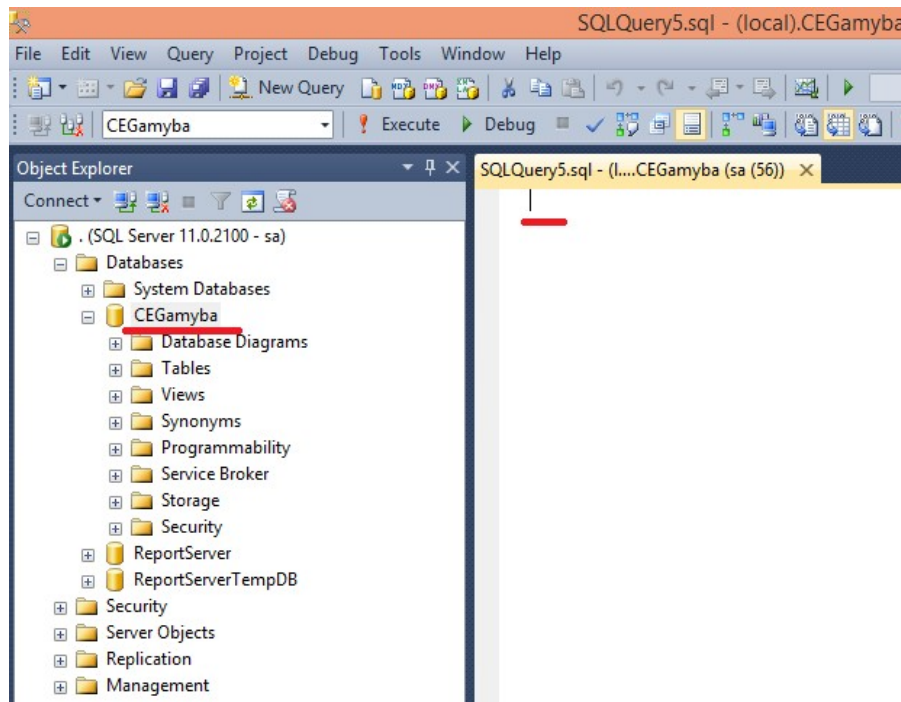 SQLQuery5.sql - (local).CEGamyba
File Edit View Query Project Debug Tools Window Help
New Query
CEGamyba
Execute Debug
Object Explorer
SQLQuery5.sql - (l....CEGamyba (sa (56))
Connect
. (SQL Server 11.0.2100 - sa)
Databases
System Databases
CEGamyba
Database Diagrams
Tables
Views
Synonyms
Programmability
Service Broker
Storage
Security
ReportServer
ReportServerTempDB
Security
Server Objects
Replication
Management